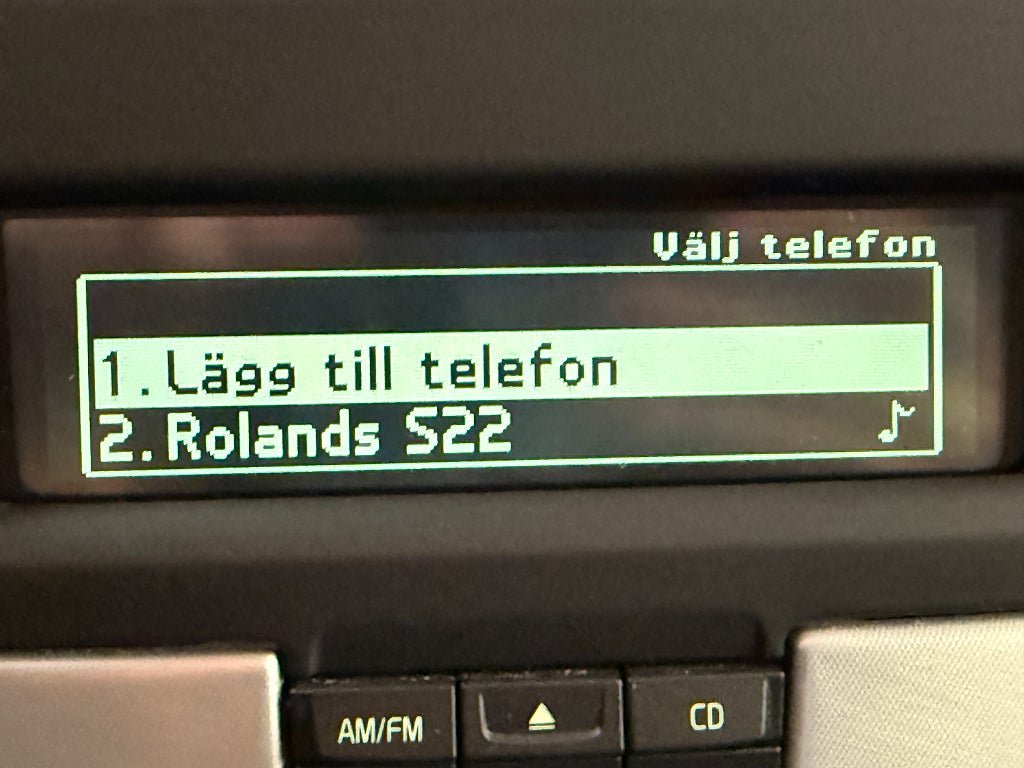 Välj telefon
1. Lägg till telefon
2. Rolands S22
AM/FM
CD